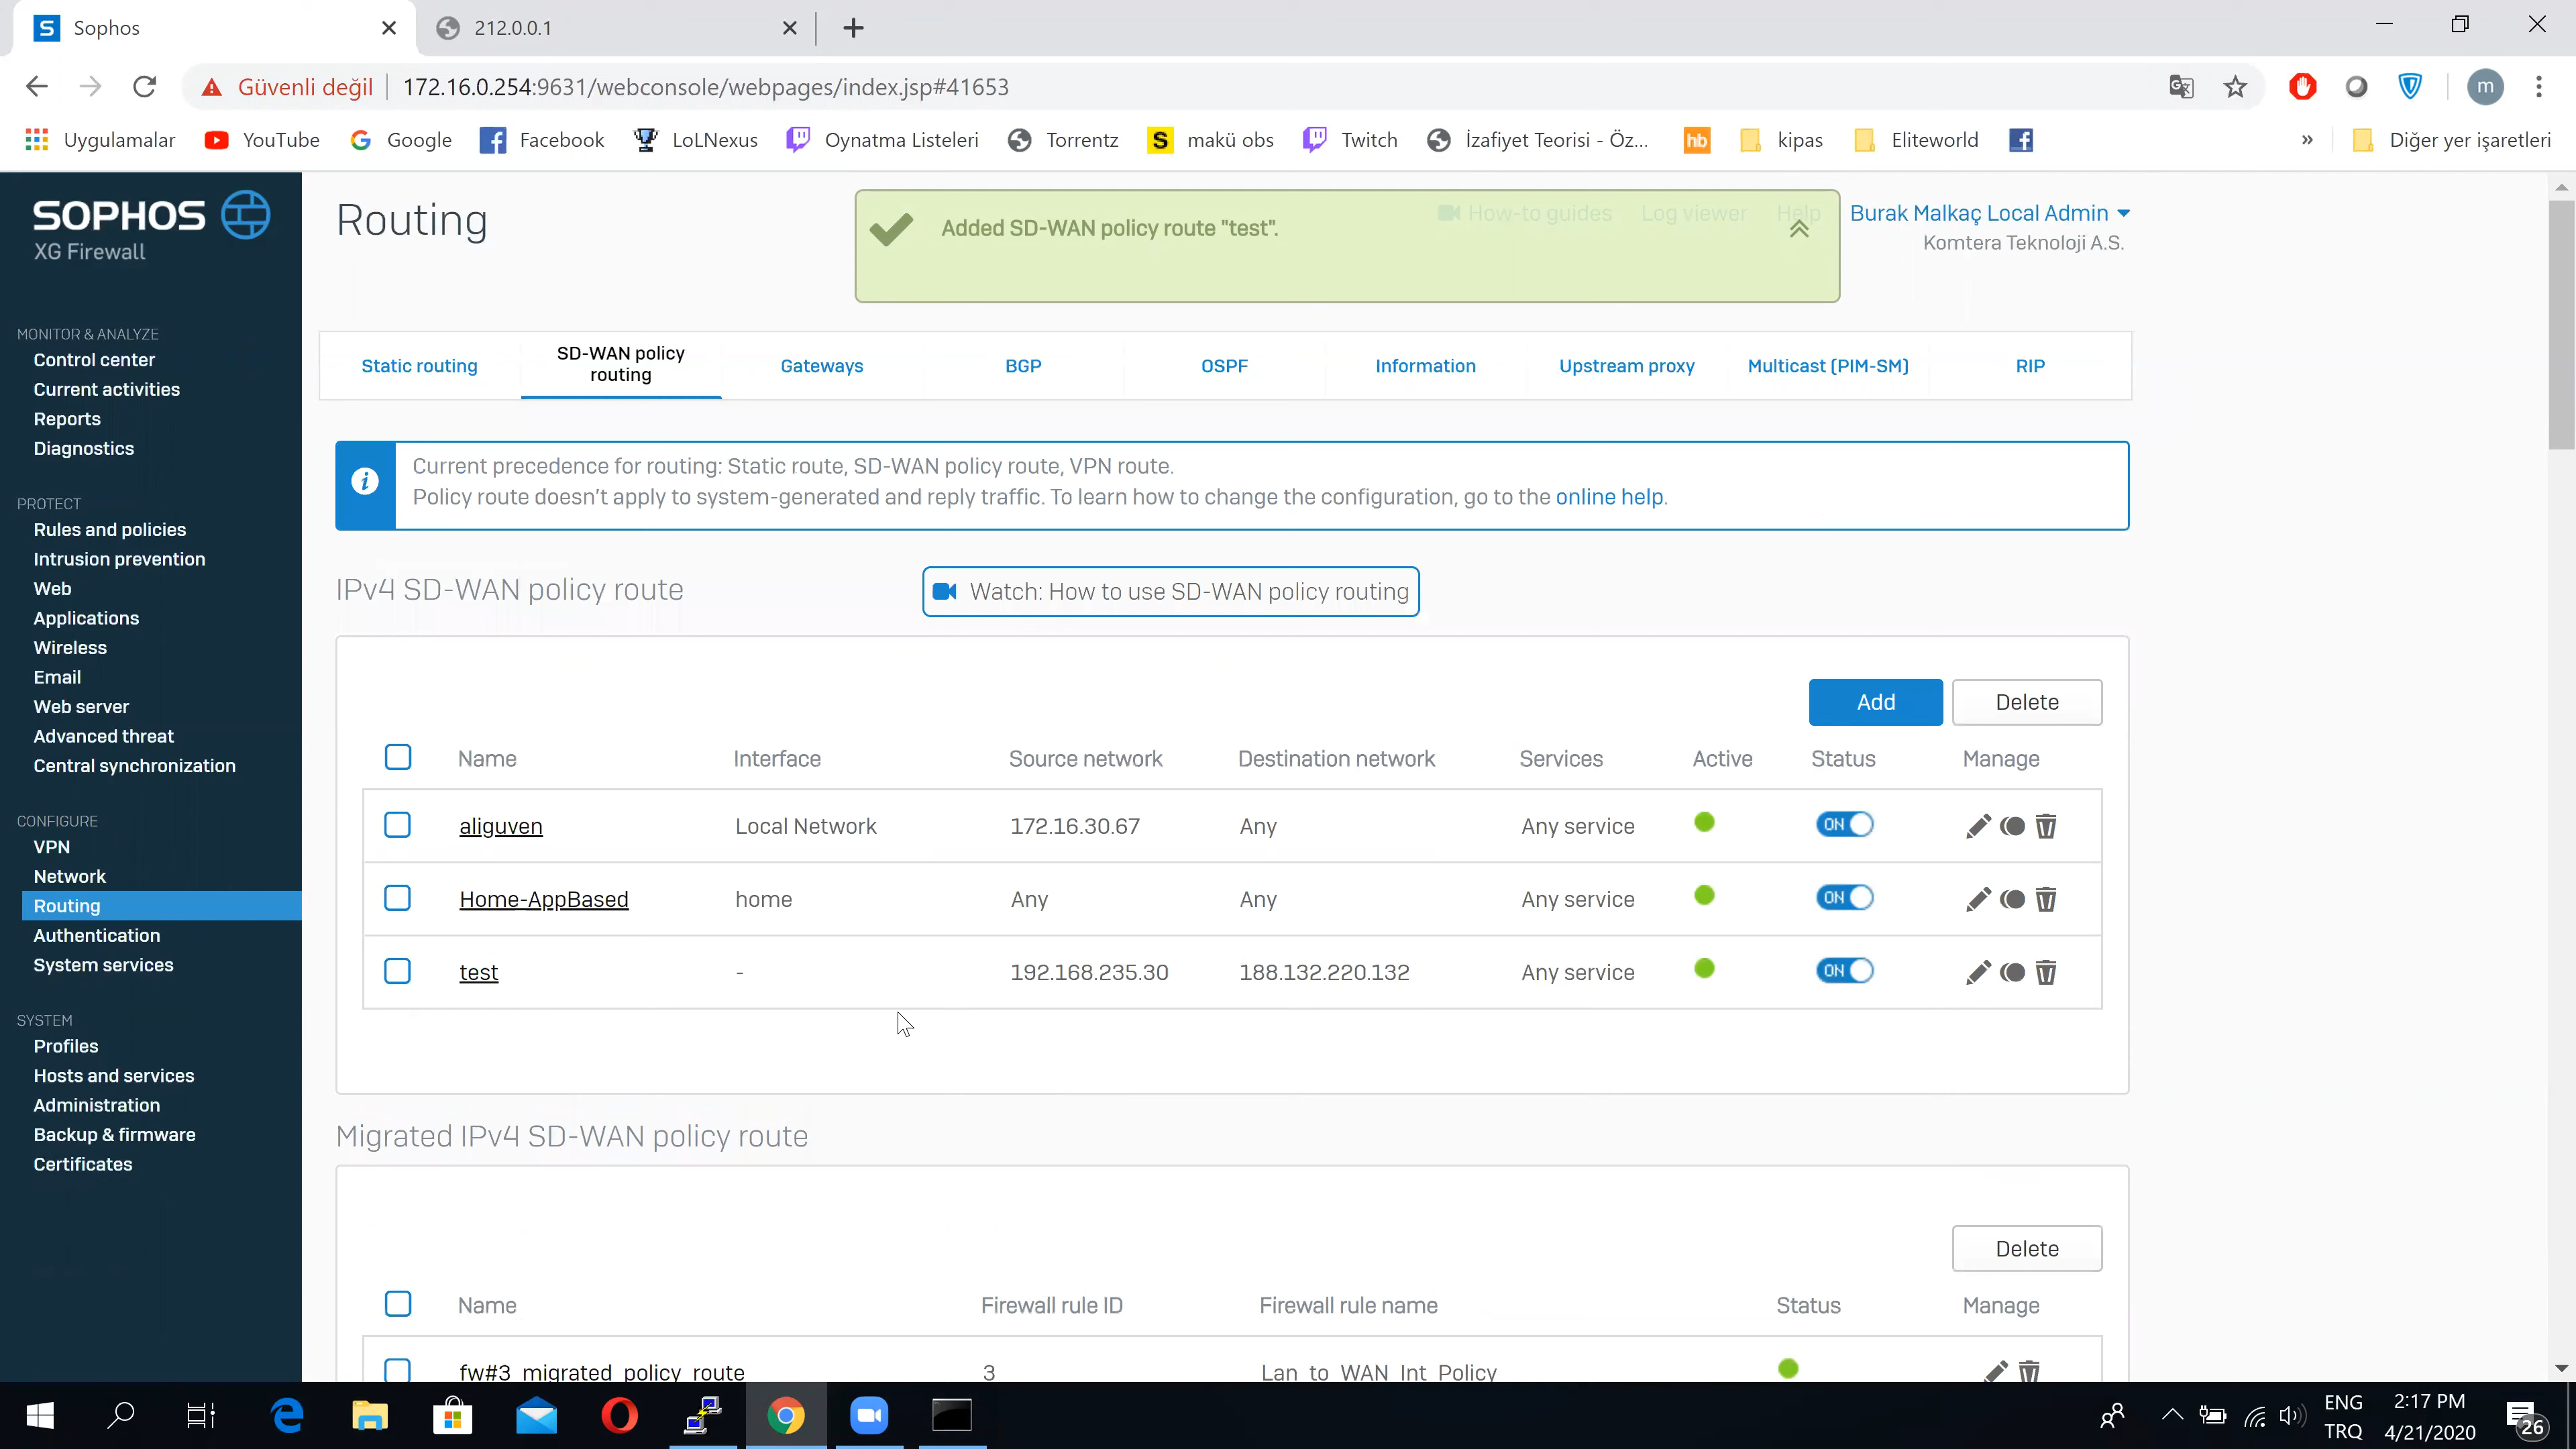 Sophos
212.0.0.1
Güvenli değil
172.16.0.254:9631/webconsole/webpages/index.jsp#41653
m
Uygulamalar
YouTube
Google
Facebook
LoLNexus
Oynatma Listeleri
Torrentz
makü obs
Twitch
İzafiyet Teorisi - Öz...
kipas
Eliteworld
»
Diğer yer işaretleri
SOPHOS
XG Firewall
Routing
Added SD-WAN policy route "test".
How-to guides
Log viewer
Help
Burak Malkaç Local Admin
Komtera Teknoloji A.S.
MONITOR & ANALYZE
Control center
Current activities
Reports
Diagnostics
PROTECT
Rules and policies
Intrusion prevention
Web
Applications
Wireless
Email
Web server
Advanced threat
Central synchronization
CONFIGURE
VPN
Network
Routing
Authentication
System services
SYSTEM
Profiles
Hosts and services
Administration
Backup & firmware
Certificates
Static routing
SD-WAN policy
routing
Gateways
BGP
OSPF
Information
Upstream proxy
Multicast (PIM-SM)
RIP
Current precedence for routing: Static route, SD-WAN policy route, VPN route.
Policy route doesn't apply to system-generated and reply traffic. To learn how to change the configuration, go to the online help.
IPv4 SD-WAN policy route
Watch: How to use SD-WAN policy routing
Add
Delete
Name Interface Source network Destination network Services Active Status Manage
aliguven Local Network 172.16.30.67 Any Any service ON
Home-AppBased home Any Any Any service ON
test - 192.168.235.30 188.132.220.132 Any service ON
Migrated IPv4 SD-WAN policy route
Delete
Name Firewall rule ID Firewall rule name Status Manage
fw#3_migrated_policy_route 3 Lan_to_WAN_Int_Policy
ENG
TRQ
2:17 PM
4/21/2020
26